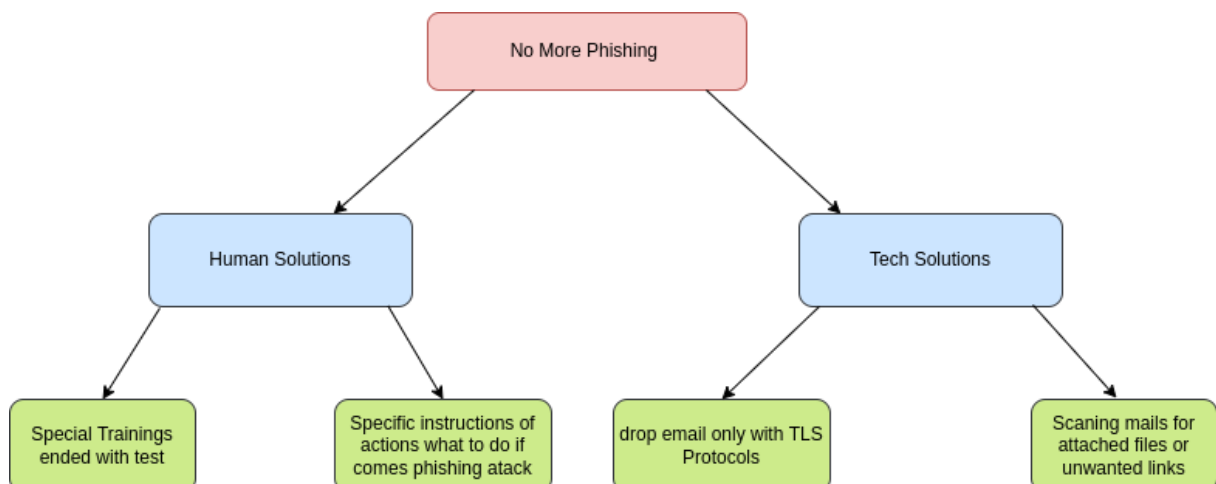 No More Phishing
Human Solutions
Tech Solutions
Special Trainings
ended with test
Specific instructions of
actions what to do if
comes phishing atack
drop email only with TLS
Protocols
Scaning mails for
attached files or
unwanted links